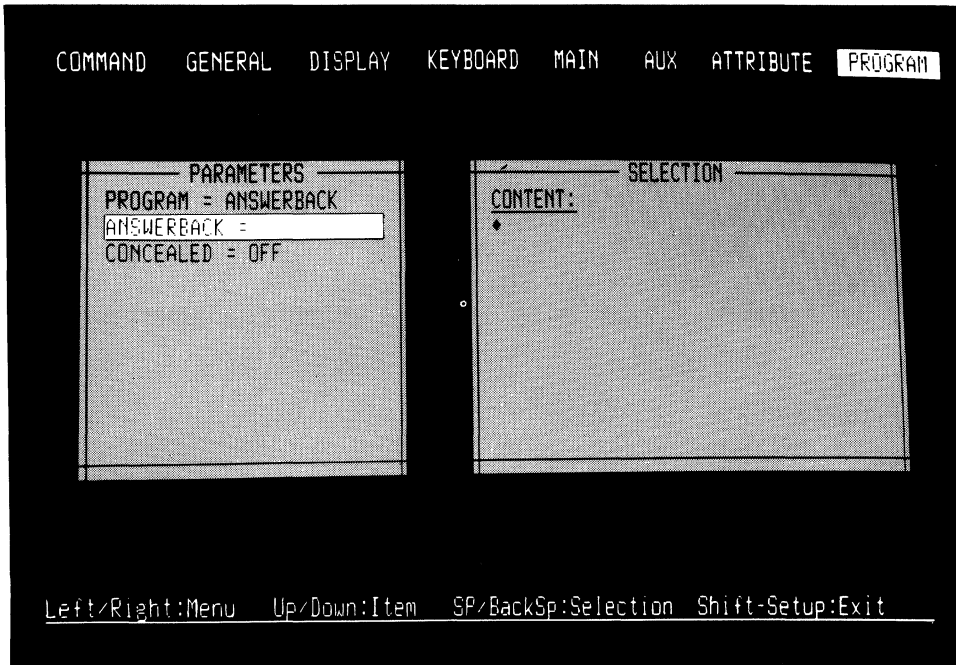 COMMAND GENERAL DISPLAY KEYBOARD MAIN AUX ATTRIBUTE PROGRAM
PARAMETERS
PROGRAM = ANSWERBACK
ANSWERBACK =
CONCEALED = OFF
SELECTION
CONTENT:
♦
Left/Right:Menu Up/Down:Item SP/BackSp:Selection Shift-Setup:Exit